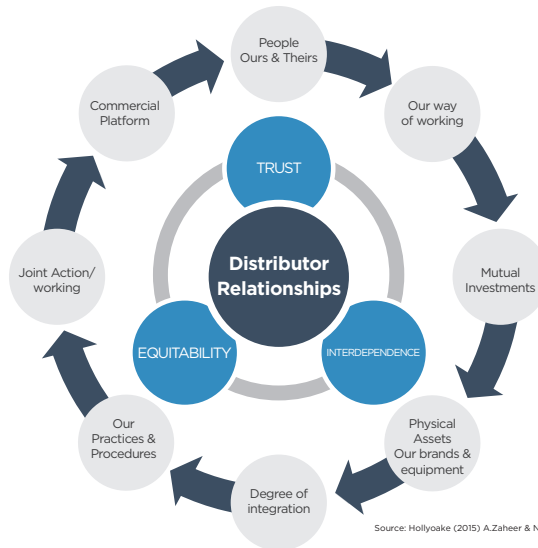 People
Ours & Theirs
Our way
of working
Mutual
Investments
Physical
Assets
Our brands &
equipment
Degree of
integration
Our
Practices &
Procedures
Joint Action/
working
Commercial
Platform
TRUST
Distributor
Relationships
EQUITABILITY
INTERDEPENDENCE
Source: Hollyoake (2015) A.Zaheer & N